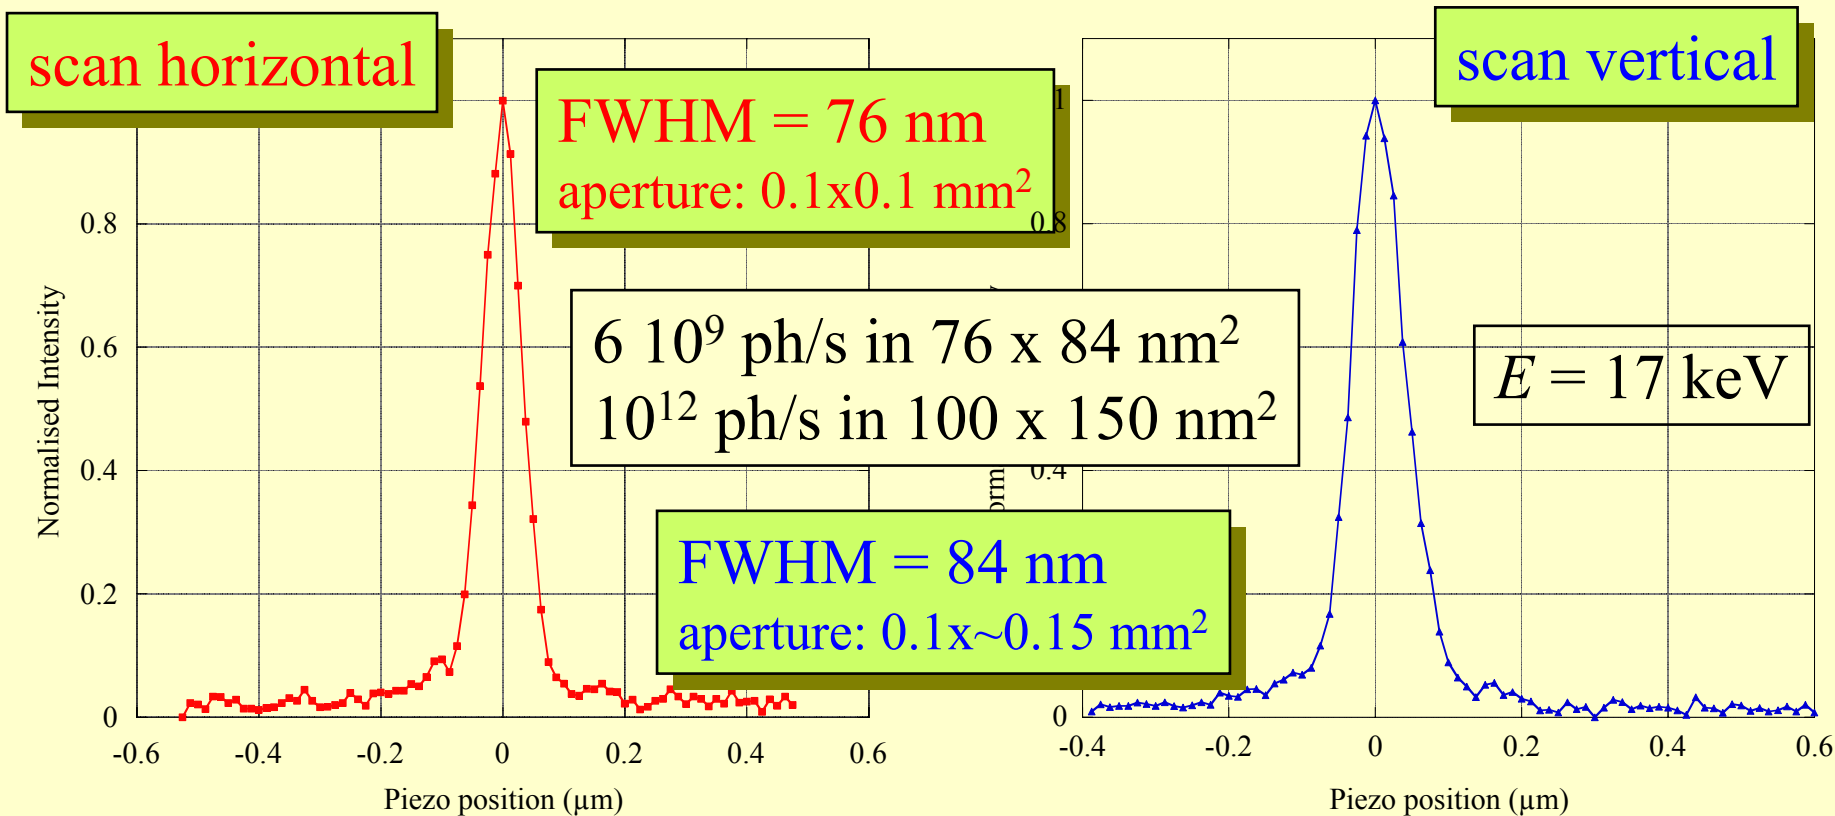 scan horizontal
scan vertical
FWHM = 76 nm
aperture: 0.1x0.1 mm²
6 10⁹ ph/s in 76 x 84 nm²
10¹² ph/s in 100 x 150 nm²
E = 17 keV
FWHM = 84 nm
aperture: 0.1x~0.15 mm²
Normalised Intensity
0.8
0.6
0.4
0.2
0
-0.6 -0.4 -0.2 0 0.2 0.4 0.6
Piezo position (µm)
1
0.8
0.4
0
-0.4 -0.2 0 0.2 0.4 0.6
Piezo position (µm)